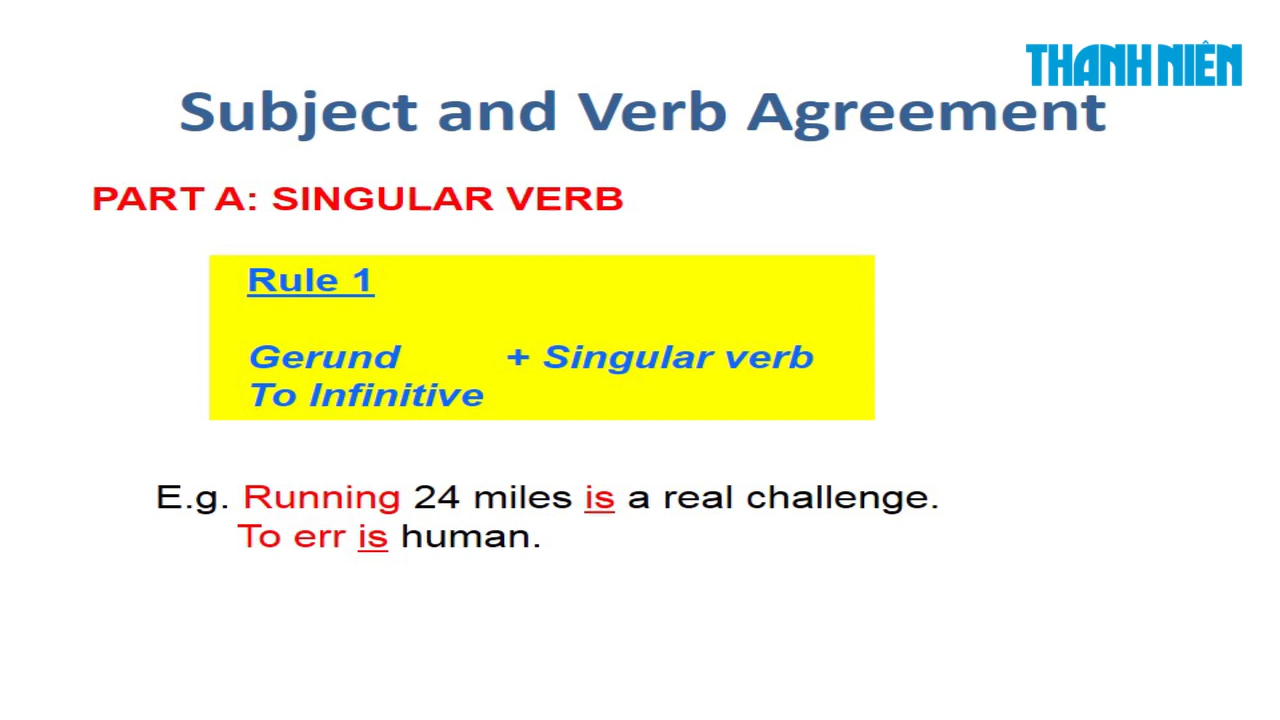 THANH NIÊN
Subject and Verb Agreement
PART A: SINGULAR VERB
Rule 1
Gerund + Singular verb
To Infinitive
E.g. Running 24 miles is a real challenge.
To err is human.